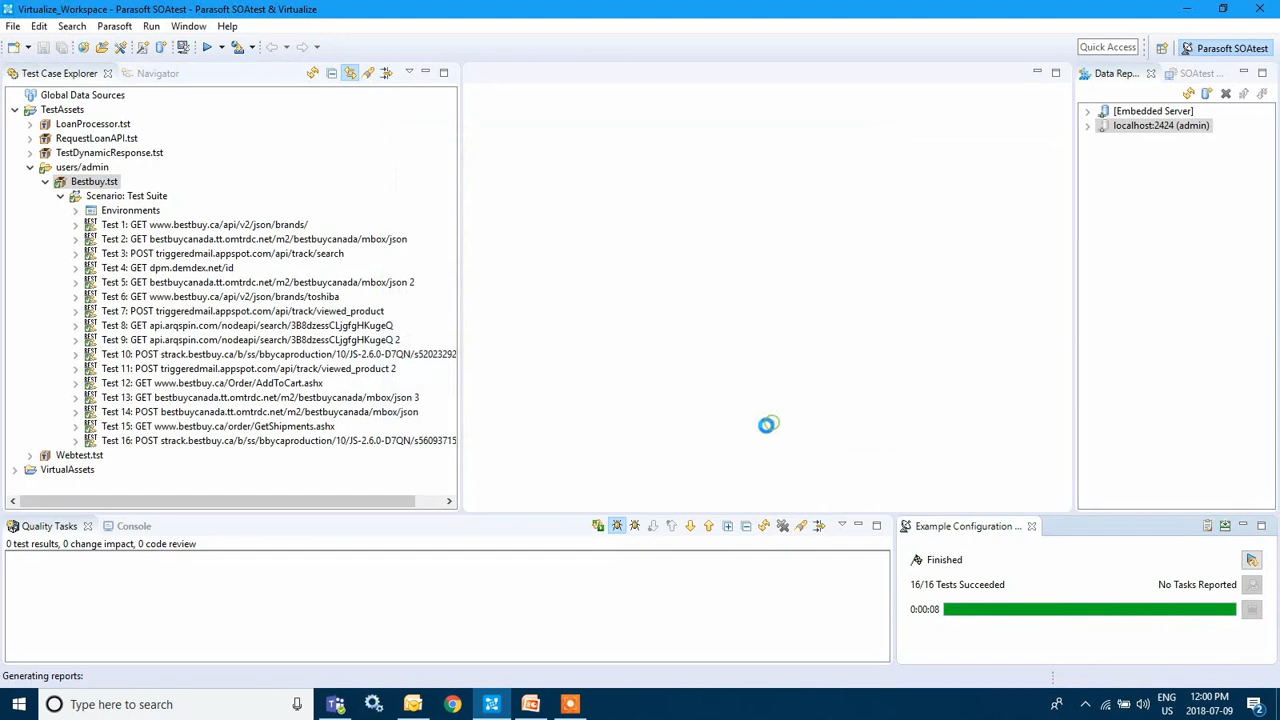 Virtualize_Workspace - Parasoft SOAtest - Parasoft SOAtest & Virtualize
File Edit Search Parasoft Run Window Help
Quick Access
Parasoft SOAtest
Test Case Explorer
Navigator
Data Rep...
SOAtest ...
Global Data Sources
TestAssets
LoanProcessor.tst
RequestLoanAPI.tst
TestDynamicResponse.tst
users/admin
Bestbuy.tst
Scenario: Test Suite
Environments
Test 1: GET www.bestbuy.ca/api/v2/json/brands/
Test 2: GET bestbuycanada.tt.omtrdc.net/m2/bestbuycanada/mbox/json
Test 3: POST triggeredmail.appspot.com/api/track/search
Test 4: GET dpm.demdex.net/id
Test 5: GET bestbuycanada.tt.omtrdc.net/m2/bestbuycanada/mbox/json 2
Test 6: GET www.bestbuy.ca/api/v2/json/brands/toshiba
Test 7: POST triggeredmail.appspot.com/api/track/viewed_product
Test 8: GET api.arqspin.com/nodeapi/search/3B8dzessCLjgfgHKugeQ
Test 9: GET api.arqspin.com/nodeapi/search/3B8dzessCLjgfgHKugeQ 2
Test 10: POST strack.bestbuy.ca/b/ss/bbycaproduction/10/JS-2.6.0-D7QN/s52023292
Test 11: POST triggeredmail.appspot.com/api/track/viewed_product 2
Test 12: GET www.bestbuy.ca/Order/AddToCart.ashx
Test 13: GET bestbuycanada.tt.omtrdc.net/m2/bestbuycanada/mbox/json 3
Test 14: POST bestbuycanada.tt.omtrdc.net/m2/bestbuycanada/mbox/json
Test 15: GET www.bestbuy.ca/order/GetShipments.ashx
Test 16: POST strack.bestbuy.ca/b/ss/bbycaproduction/10/JS-2.6.0-D7QN/s56093715
Webtest.tst
VirtualAssets
[Embedded Server]
localhost:2424 (admin)
Quality Tasks
Console
0 test results, 0 change impact, 0 code review
Example Configuration ...
Finished
16/16 Tests Succeeded
No Tasks Reported
0:00:08
Generating reports:
Type here to search
ENG
US
12:00 PM
2018-07-09
2